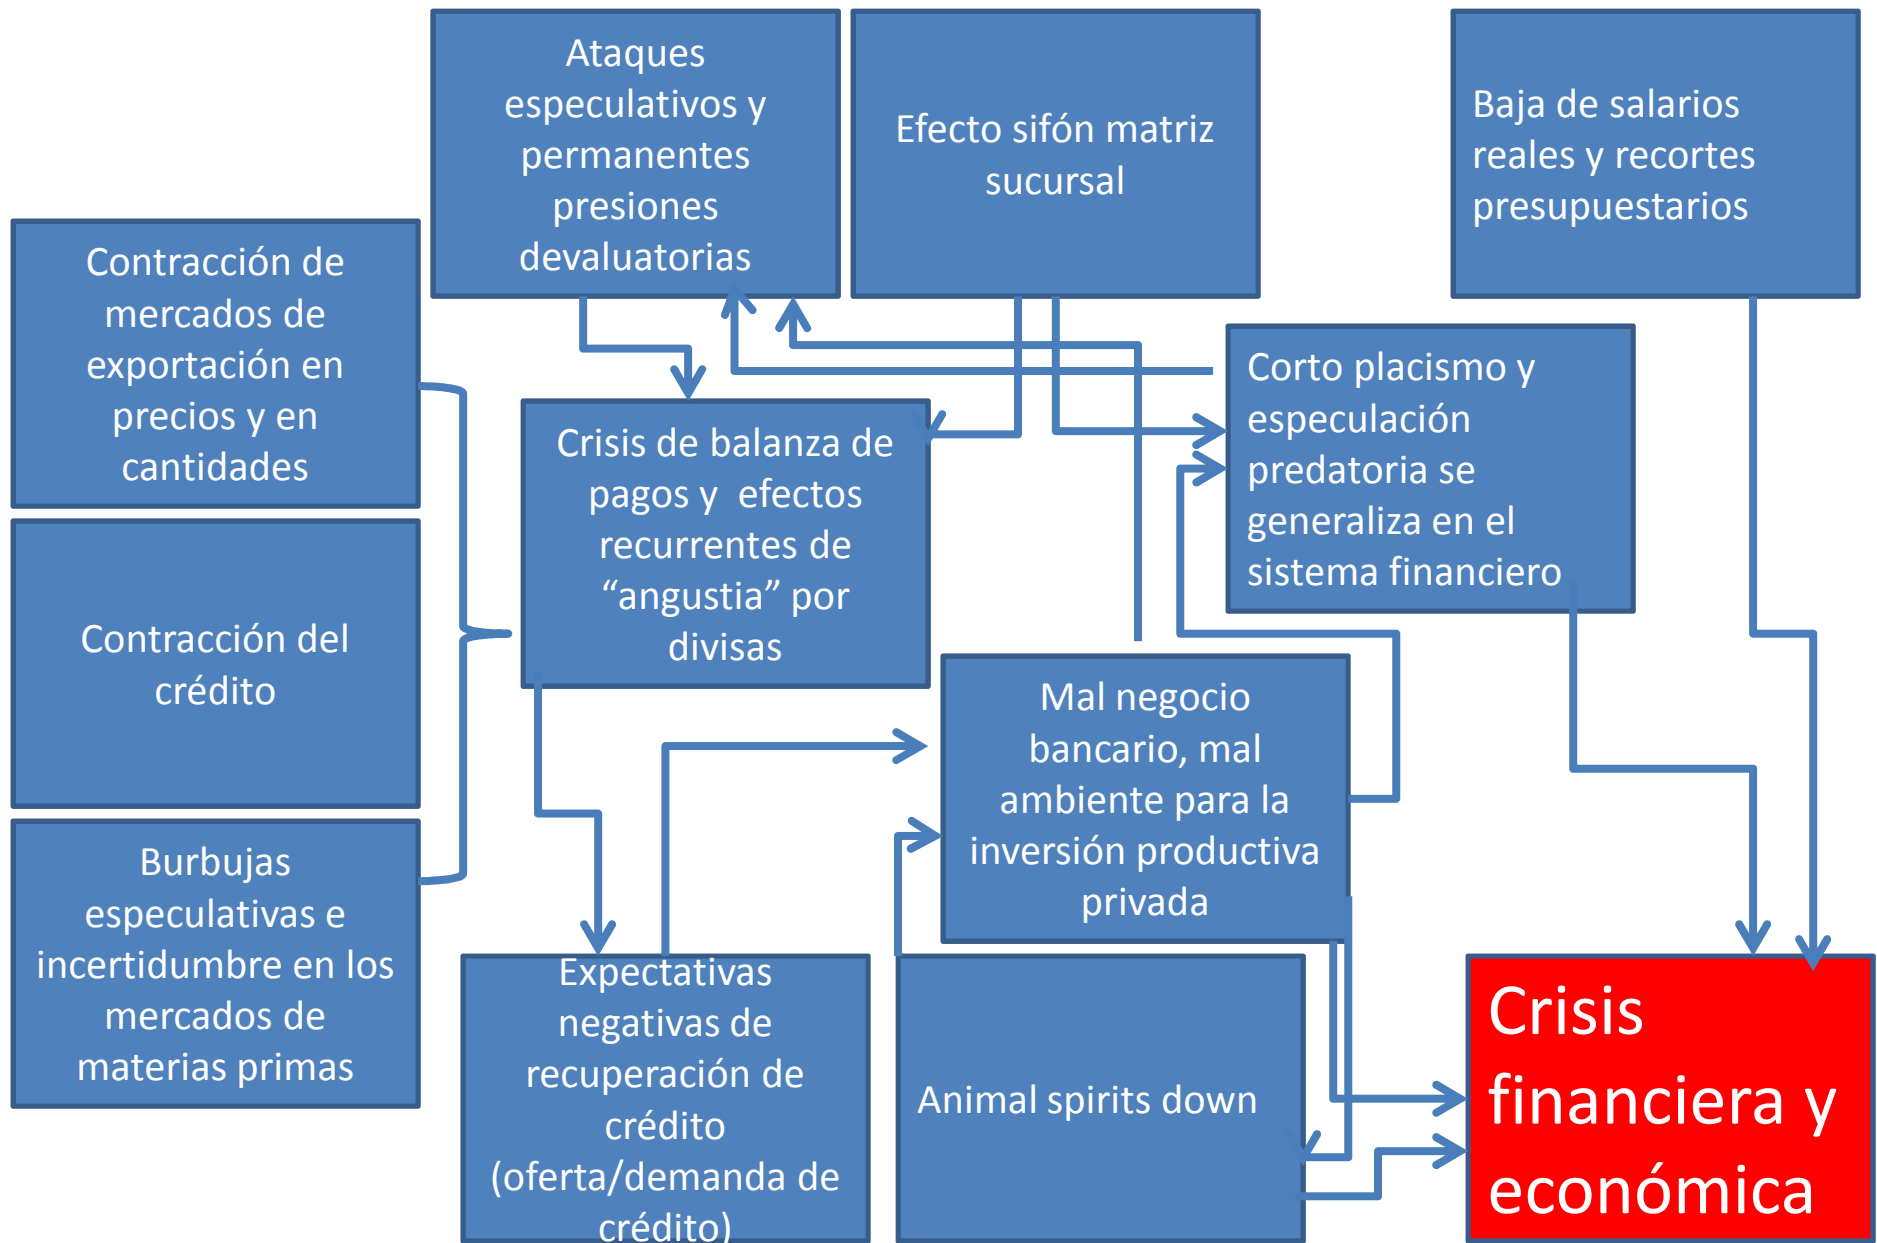 Ataques
especulativos y
permanentes
presiones
devaluatorias
Efecto sifón matriz
sucursal
Baja de salarios
reales y recortes
presupuestarios
Contracción de
mercados de
exportación en
precios y en
cantidades
Crisis de balanza de
pagos y  efectos
recurrentes de
“angustia” por
divisas
Corto placismo y
especulación
predatoria se
generaliza en el
sistema financiero
Contracción del
crédito
Mal negocio
bancario, mal
ambiente para la
inversión productiva
privada
Burbujas
especulativas e
incertidumbre en los
mercados de
materias primas
Expectativas
negativas de
recuperación de
crédito
(oferta/demanda de
crédito)
Animal spirits down
Crisis
financiera y
económica